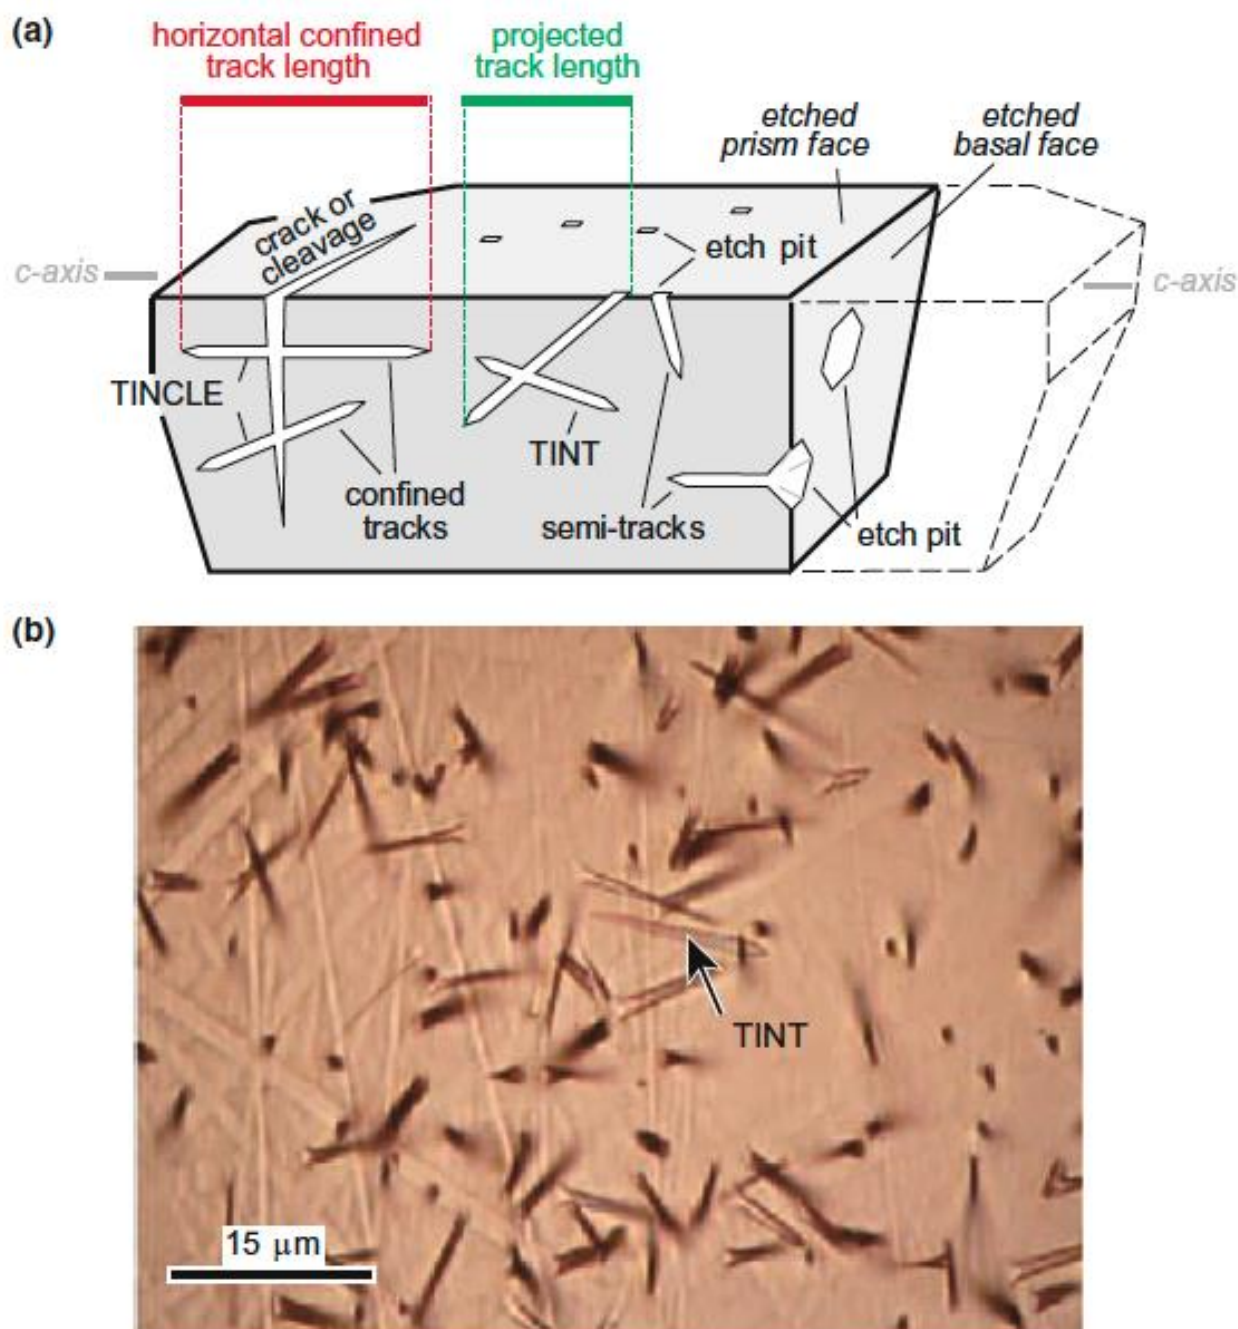 (a)
horizontal confined
track length
projected
track length
etched
prism face
etched
basal face
crack or
cleavage
etch pit
c-axis
c-axis
TINCLE
TINT
confined
tracks
semi-tracks
etch pit
(b)
TINT
15 μm